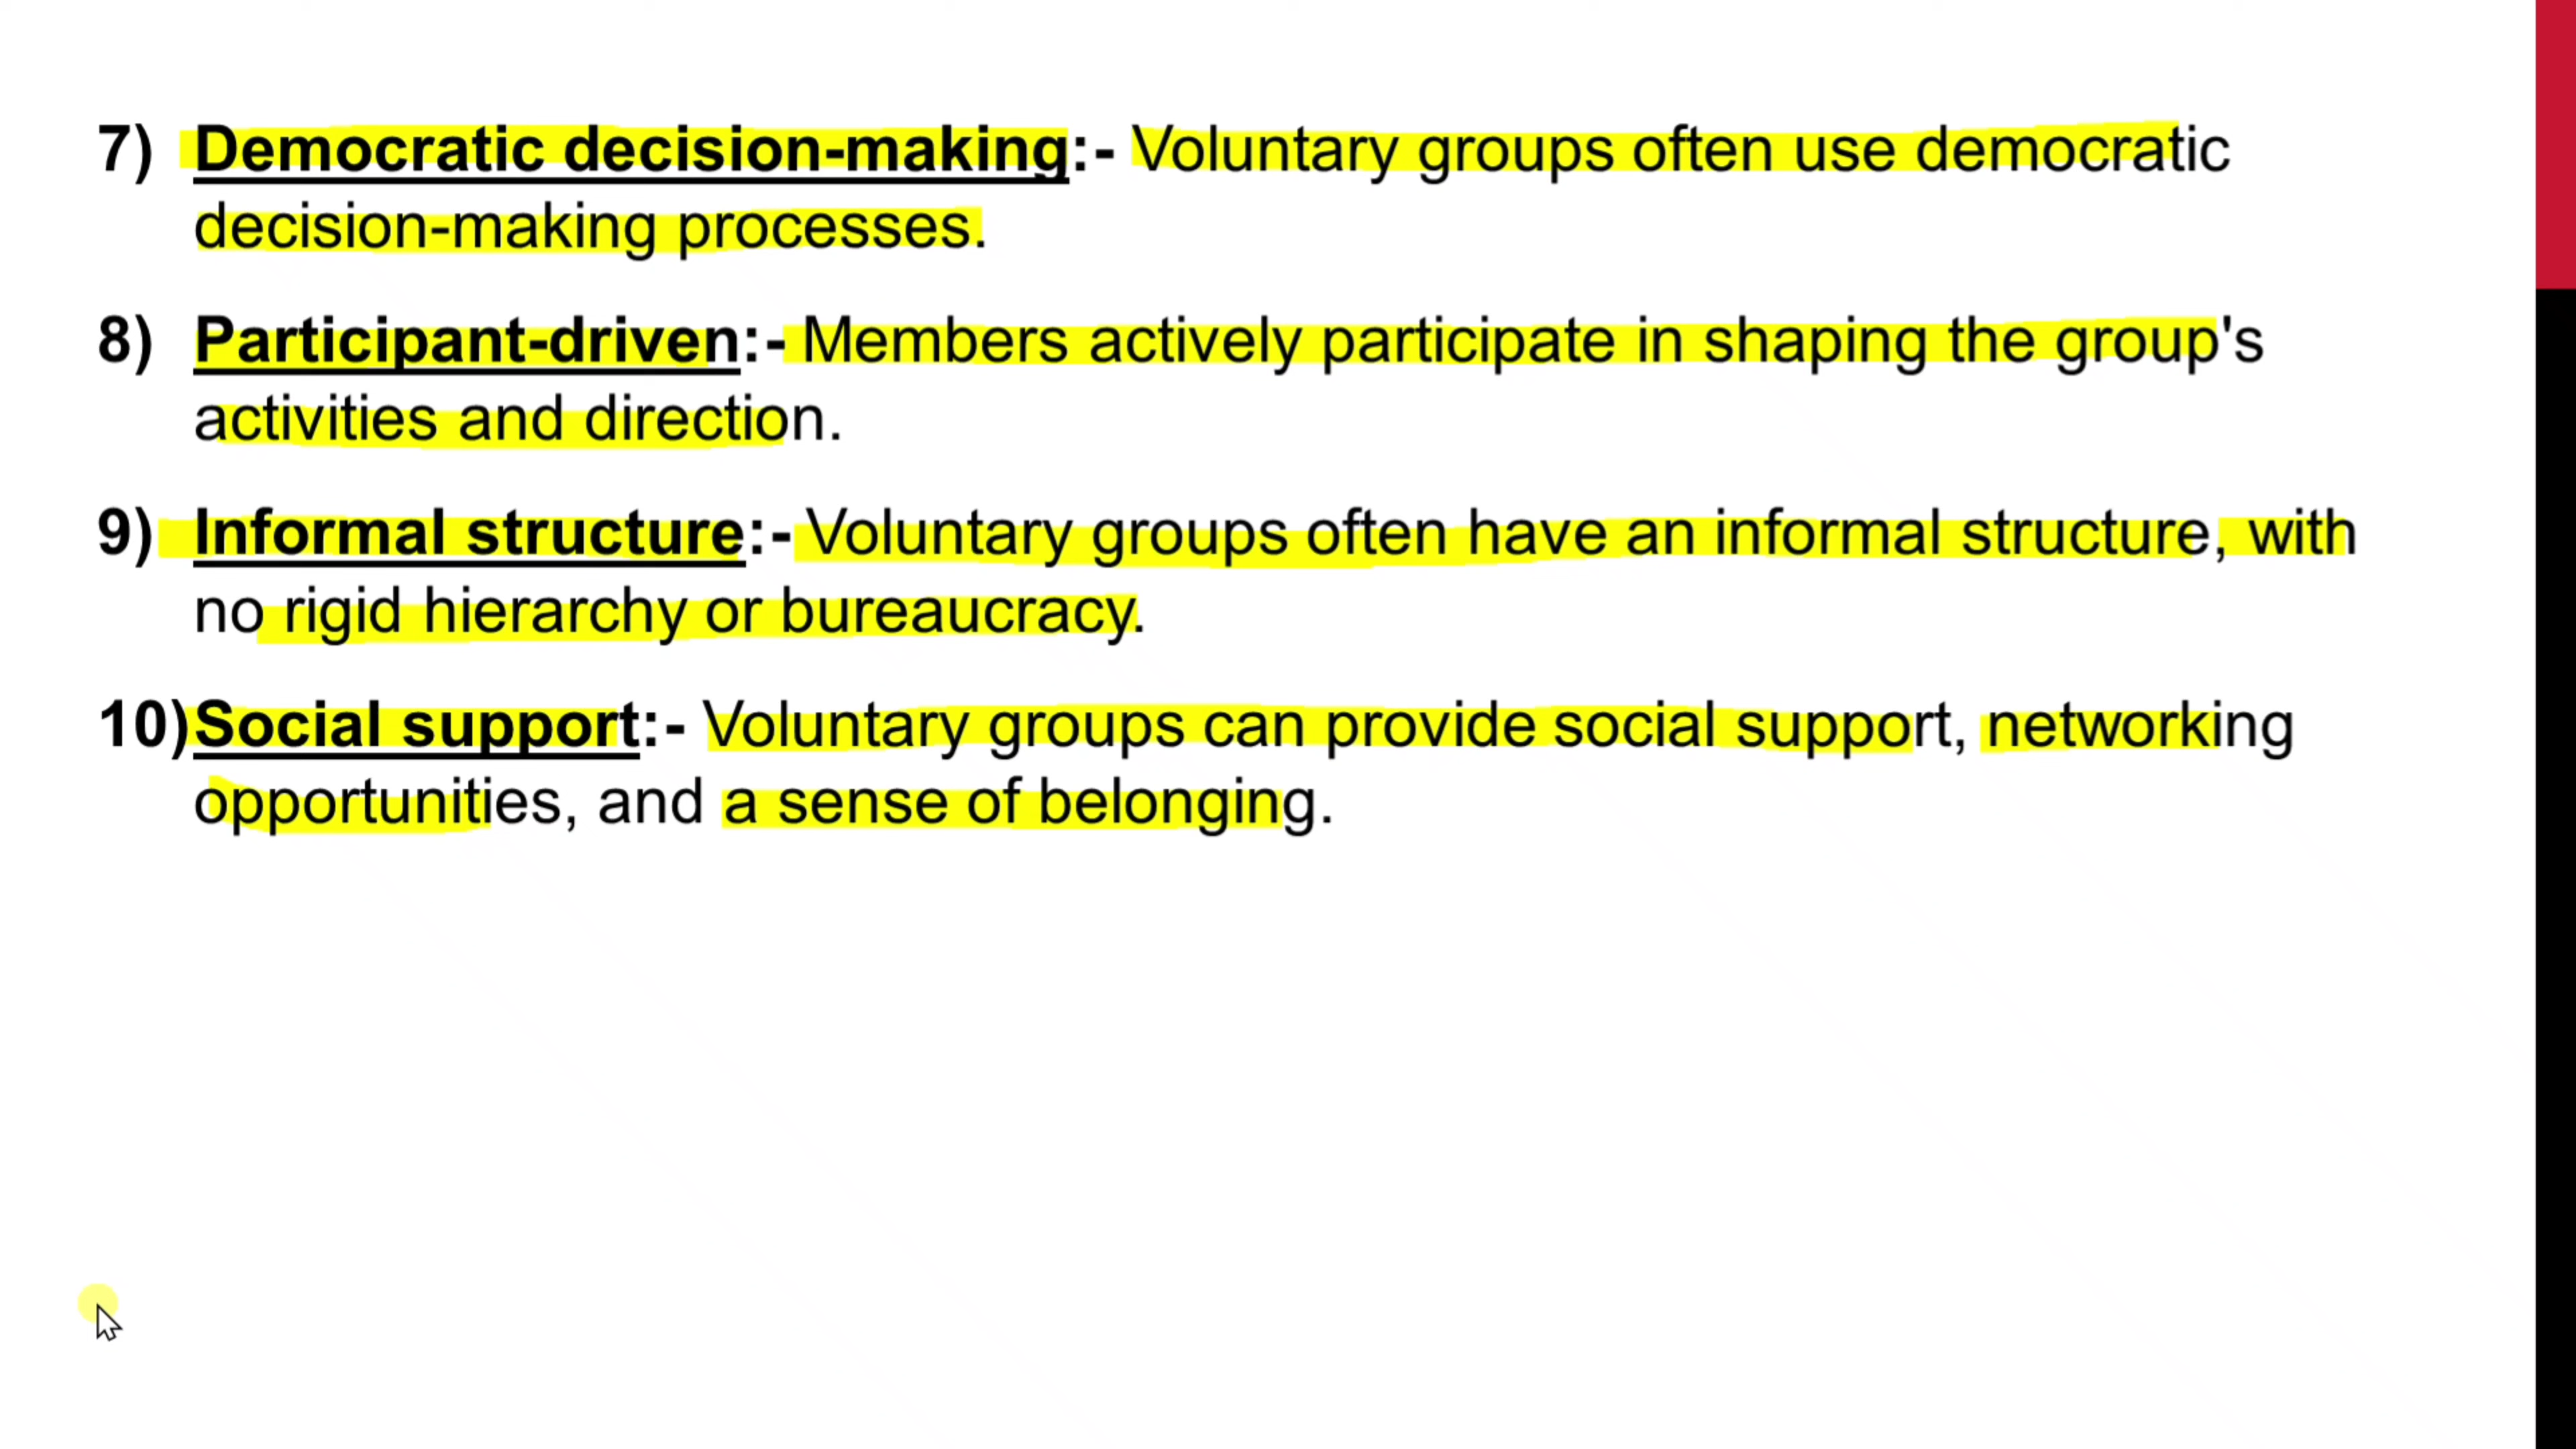 7) Democratic decision-making:- Voluntary groups often use democratic
decision-making processes.
8) Participant-driven:- Members actively participate in shaping the group's
activities and direction.
9) Informal structure:- Voluntary groups often have an informal structure, with
no rigid hierarchy or bureaucracy.
10)Social support:- Voluntary groups can provide social support, networking
opportunities, and a sense of belonging.